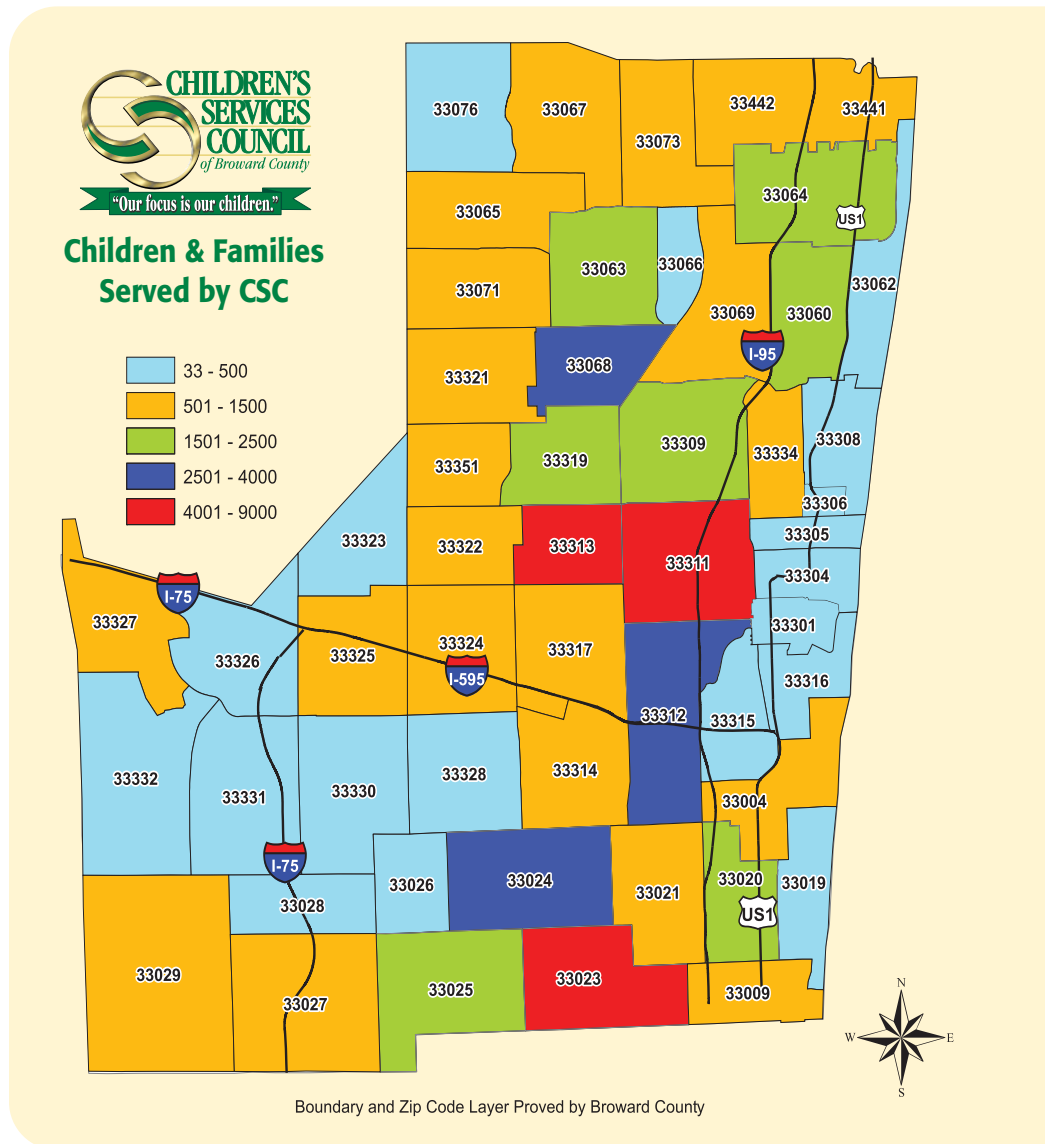 CHILDREN'S
SERVICES
COUNCIL
of Broward County
"Our focus is our children."
Children & Families
Served by CSC
33 - 500
501 - 1500
1501 - 2500
2501 - 4000
4001 - 9000
33076
33067
33073
33442
33441
33064
US1
33065
33063
33066
33062
33071
33069
33060
I-95
33321
33068
33308
33351
33319
33309
33334
33306
33323
33322
33313
33311
33305
33304
I-75
33327
33326
33325
33324
I-595
33317
33301
33316
33312
33315
33332
33331
33330
33328
33314
33004
I-75
33028
33026
33024
33021
33020
33019
US1
33029
33027
33025
33023
33009
N
W
E
S
Boundary and Zip Code Layer Proved by Broward County